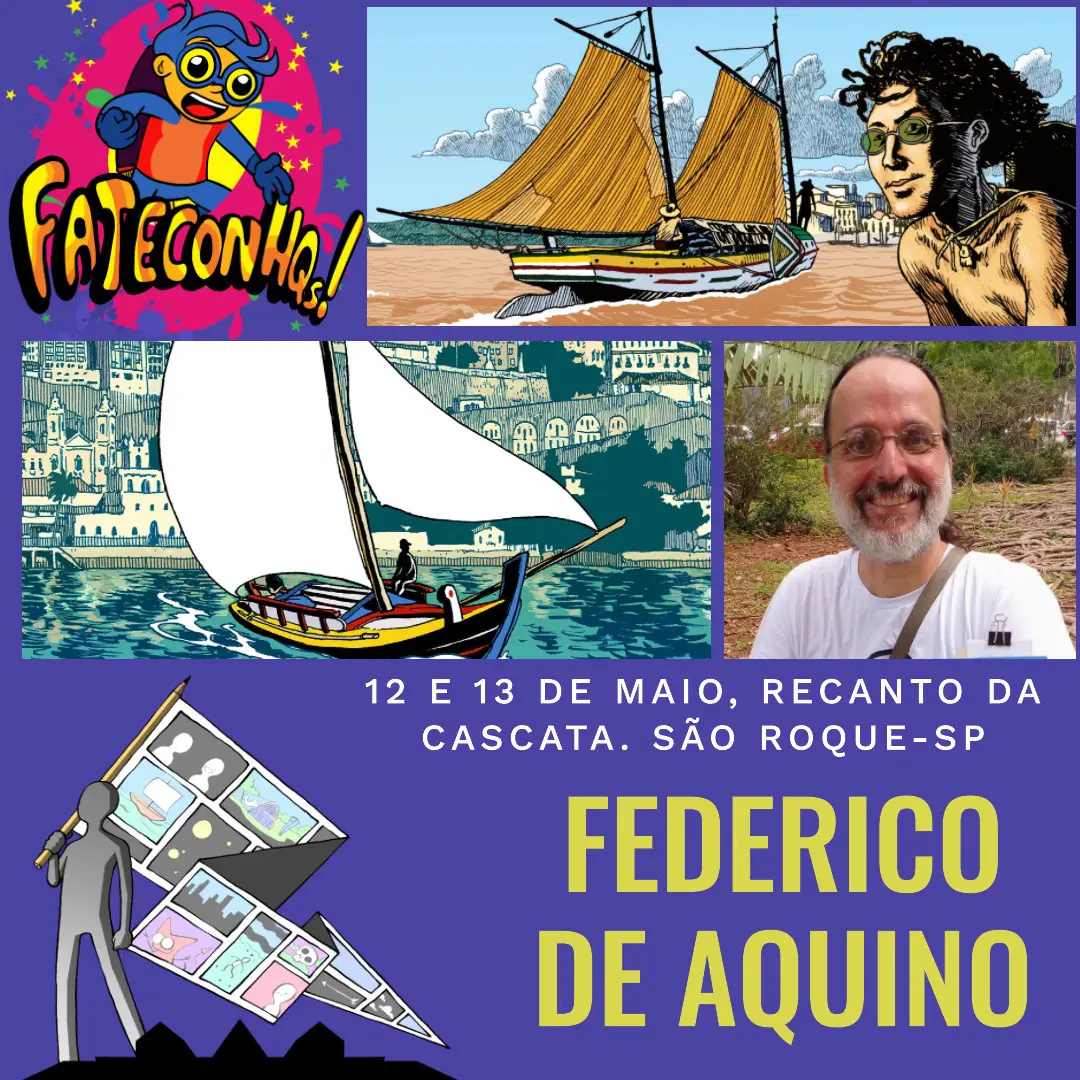 FATECONHQs!
12 E 13 DE MAIO, RECANTO DA
CASCATA. SÃO ROQUE-SP
FEDERICO
DE AQUINO